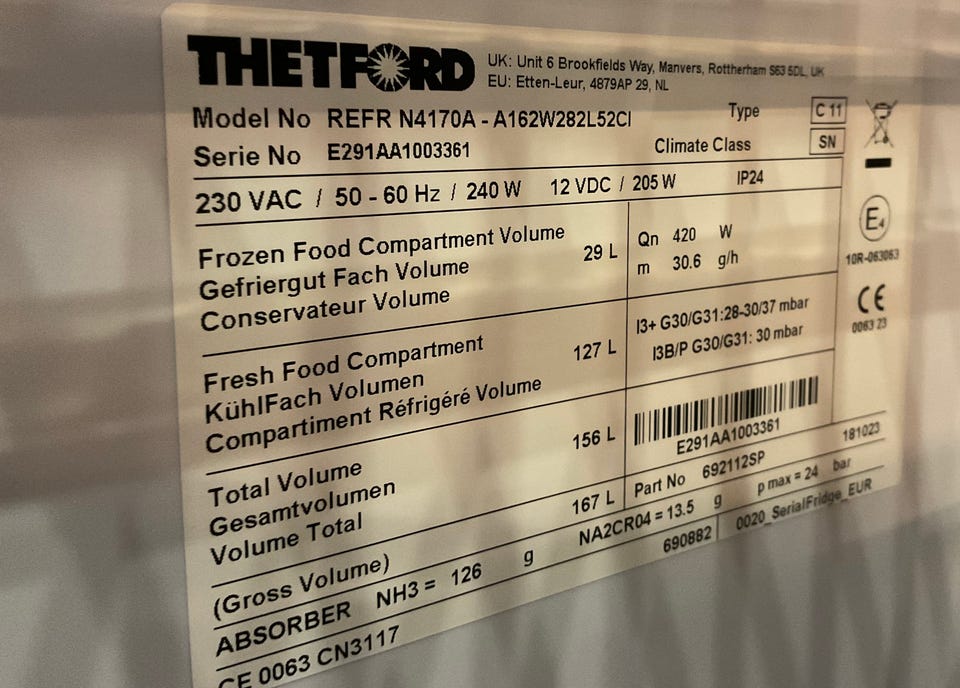 THETFORD
UK: Unit 6 Brookfields Way, Manvers, Rottherham S63 5DL, UK
EU: Etten-Leur, 4879AP 29, NL
Model No REFR N4170A - A162W282L52CI Type C 11
Serie No E291AA1003361 Climate Class SN
230 VAC / 50 - 60 Hz / 240 W 12 VDC / 205 W IP24
E4
10R-063063
CE
0063 23
Frozen Food Compartment Volume
Gefriergut Fach Volume 29 L
Conservateur Volume
Qn 420 W
m 30.6 g/h
Fresh Food Compartment
KühlFach Volumen 127 L
Compartiment Réfrigéré Volume
I3+ G30/G31:28-30/37 mbar
I3B/P G30/G31: 30 mbar
Total Volume 156 L
Gesamtvolumen
Volume Total
E291AA1003361
(Gross Volume) 167 L Part No 692112SP 181023
ABSORBER NH3 = 126 g NA2CR04 = 13.5 g p max = 24 bar
CE 0063 CN3117 690882 0020_SerialFridge_EUR